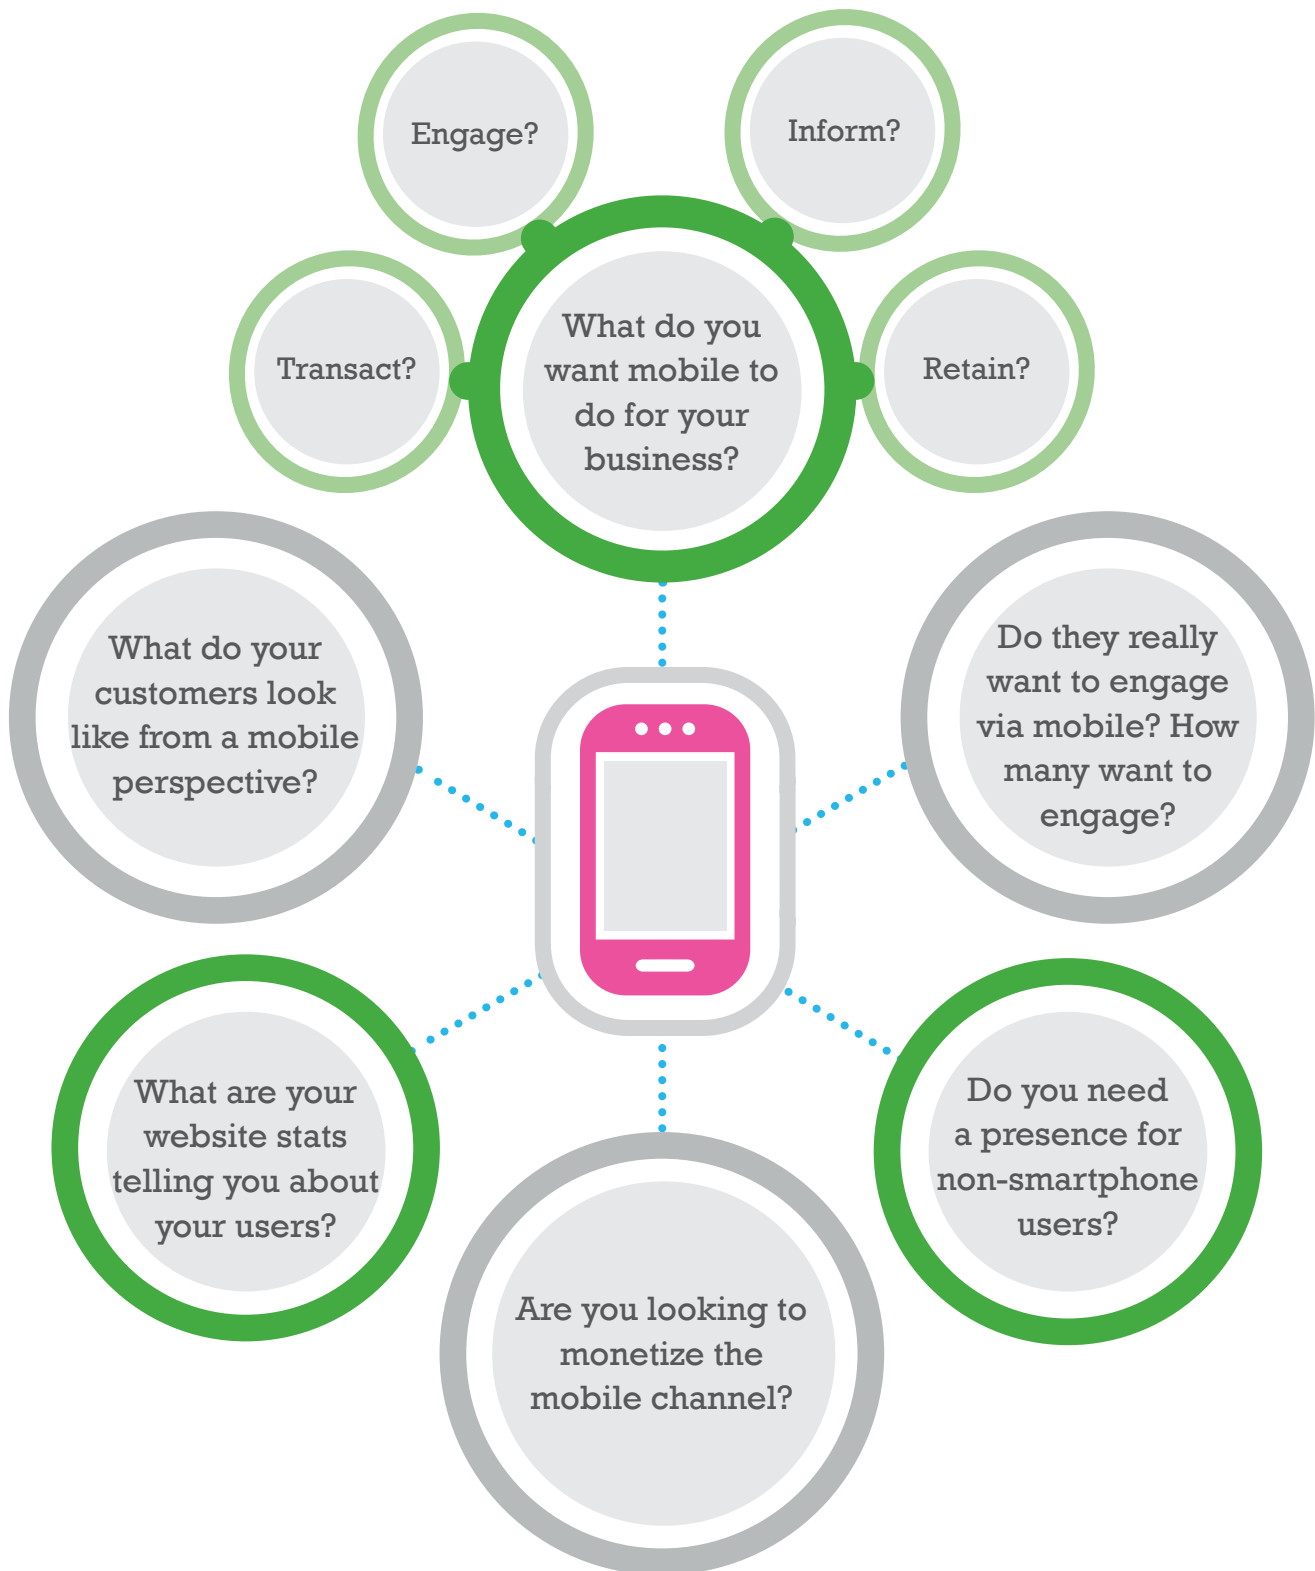 Engage?
Inform?
Transact?
What do you
want mobile to
do for your
business?
Retain?
What do your
customers look
like from a mobile
perspective?
Do they really
want to engage
via mobile? How
many want to
engage?
What are your
website stats
telling you about
your users?
Do you need
a presence for
non-smartphone
users?
Are you looking to
monetize the
mobile channel?